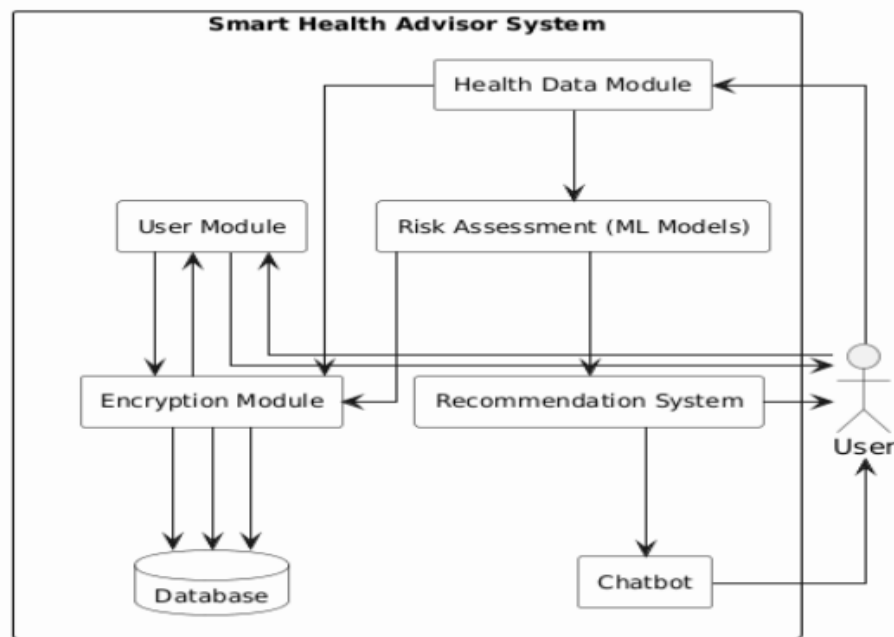 Smart Health Advisor System
Health Data Module
User Module
Risk Assessment (ML Models)
Encryption Module
Recommendation System
User
Database
Chatbot